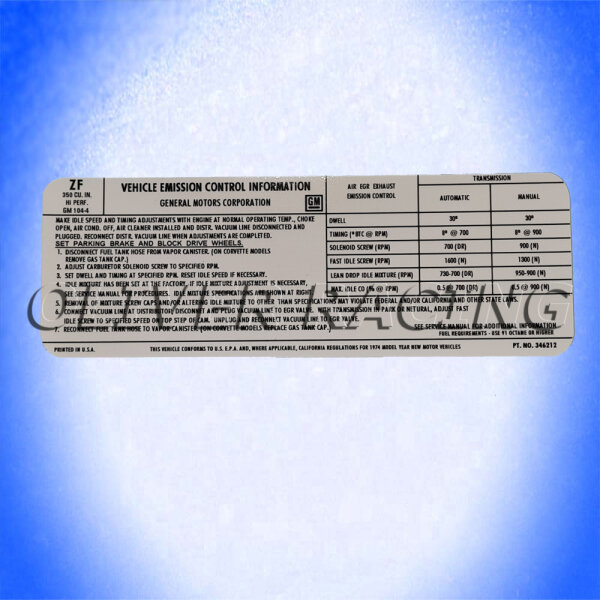 OLIVER RACING
ZF
350 CU. IN.
HI PERF.
GM 104-4
VEHICLE EMISSION CONTROL INFORMATION
GENERAL MOTORS CORPORATION GM
AIR EGR EXHAUST
EMISSION CONTROL
TRANSMISSION
AUTOMATIC MANUAL
MAKE IDLE SPEED AND TIMING ADJUSTMENTS WITH ENGINE AT NORMAL OPERATING TEMP., CHOKE
OPEN, AIR COND. OFF, AIR CLEANER INSTALLED AND DISTR. VACUUM LINE DISCONNECTED AND
PLUGGED. RECONNECT DISTR. VACUUM LINE WHEN ADJUSTMENTS ARE COMPLETED.
SET PARKING BRAKE AND BLOCK DRIVE WHEELS.
1. DISCONNECT FUEL TANK HOSE FROM VAPOR CANISTER. (ON CORVETTE MODELS
REMOVE GAS TANK CAP.)
2. ADJUST CARBURETOR SOLENOID SCREW TO SPECIFIED RPM.
3. SET DWELL AND TIMING AT SPECIFIED RPM. RESET IDLE SPEED IF NECESSARY.
4. IDLE MIXTURE HAS BEEN SET AT THE FACTORY. IF IDLE MIXTURE ADJUSTMENT IS NECESSARY,
SEE SERVICE MANUAL FOR PROCEDURES. IDLE MIXTURE SPECIFICATIONS ARE SHOWN AT RIGHT.
5. REMOVAL OF MIXTURE SCREW CAPS AND/OR ALTERING IDLE MIXTURE TO OTHER THAN SPECIFICATIONS MAY VIOLATE FEDERAL AND/OR CALIFORNIA AND OTHER STATE LAWS.
6. CONNECT VACUUM LINE AT DISTRIBUTOR, DISCONNECT & PLUG VACUUM LINE TO EGR VALVE. WITH TRANSMISSION IN PARK OR NETURAL, ADJUST FAST
IDLE SCREW TO SPECIFIED SPEED ON TOP STEP OF CAM. UNPLUG AND RECONNECT VACUUM LINE TO EGR VALVE.
7. RECONNECT FUEL TANK HOSE TO VAPOR CANISTER. (ON CORVETTE MODELS REPLACE GAS TANK CAP.)
DWELL 30° 30°
TIMING (°BTC @ RPM) 8° @ 700 8° @ 900
SOLENOID SCREW (RPM) 700 (DR) 900 (N)
FAST IDLE SCREW (RPM) 1600 (N) 1300 (N)
LEAN DROP IDLE MIXTURE (RPM) 730-700 (DR) 950-900 (N)
MAX. IDLE CO (% @ RPM) 0.5 @ 700 (DR) 0.5 @ 900 (N)
SEE SERVICE MANUAL FOR ADDITIONAL INFORMATION
FUEL REQUIREMENTS - USE 91 OCTANE OR HIGHER
PRINTED IN U.S.A. THIS VEHICLE CONFORMS TO U.S. E.P.A. AND, WHERE APPLICABLE, CALIFORNIA REGULATIONS FOR 1974 MODEL YEAR NEW MOTOR VEHICLES PT. NO. 346212